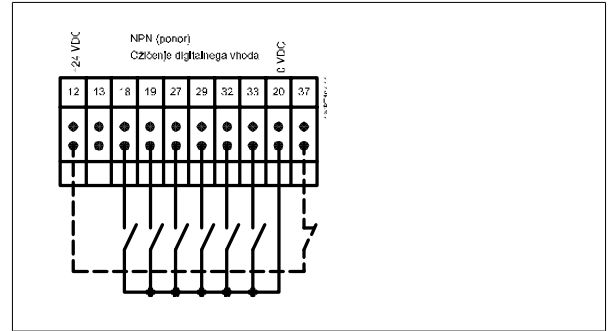 NPN (ponor)
Ožičenje digitalnega vhoda
+24 VDC
0 VDC
12 13 18 19 27 29 32 33 20 37